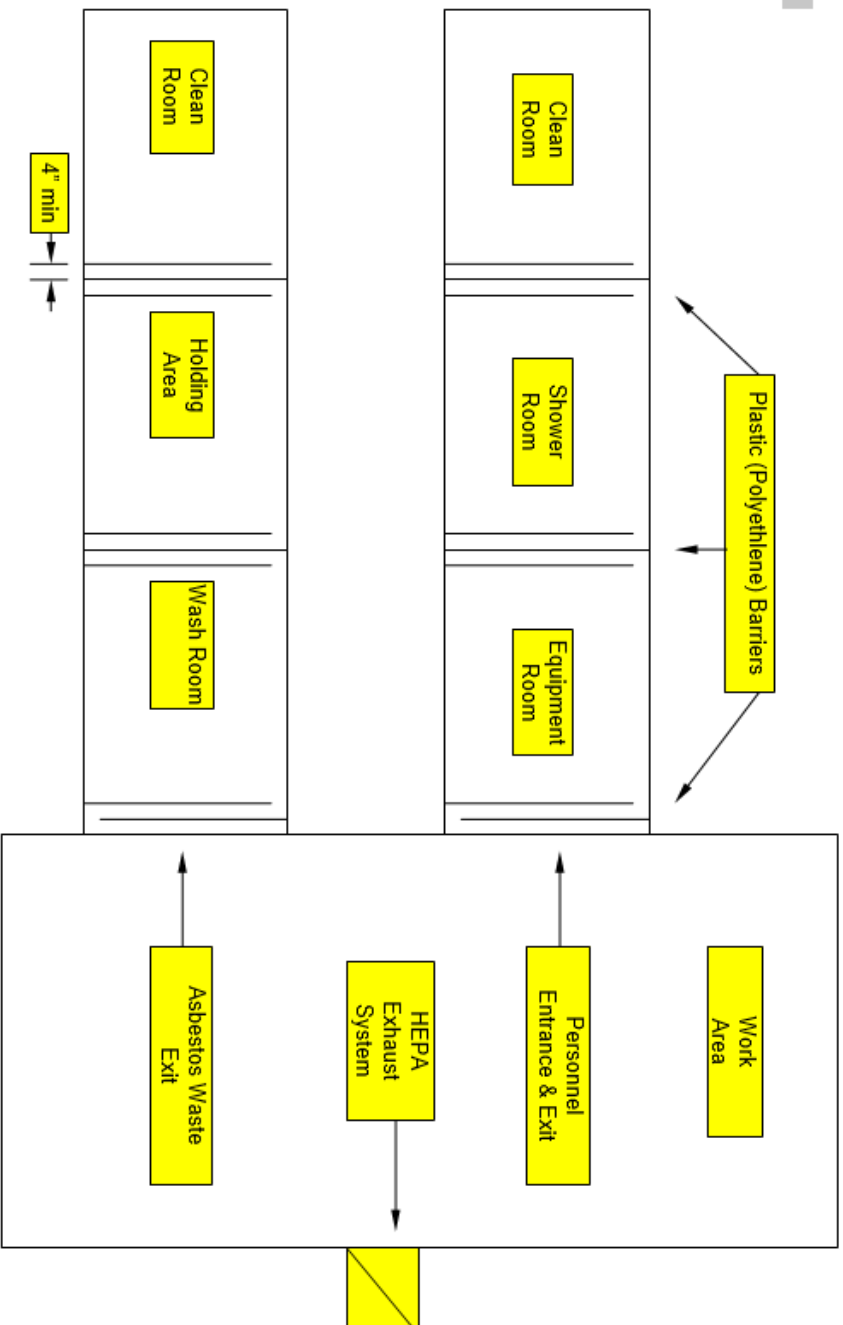 Work
Area
Plastic (Polyethlene) Barriers
Clean
Room
Shower
Room
Equipment
Room
Personnel
Entrance & Exit
HEPA
Exhaust
System
4" min
Clean
Room
Holding
Area
Wash Room
Asbestos Waste
Exit